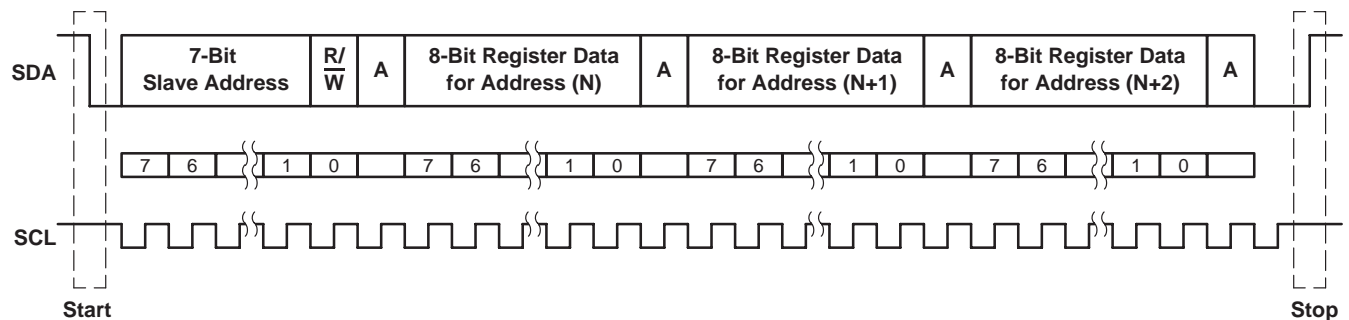 SDA
7-Bit
Slave Address
R/
W
A
8-Bit Register Data
for Address (N)
A
8-Bit Register Data
for Address (N+1)
A
8-Bit Register Data
for Address (N+2)
A
7 6 1 0 7 6 1 0 7 6 1 0 7 6 1 0
SCL
Start
Stop